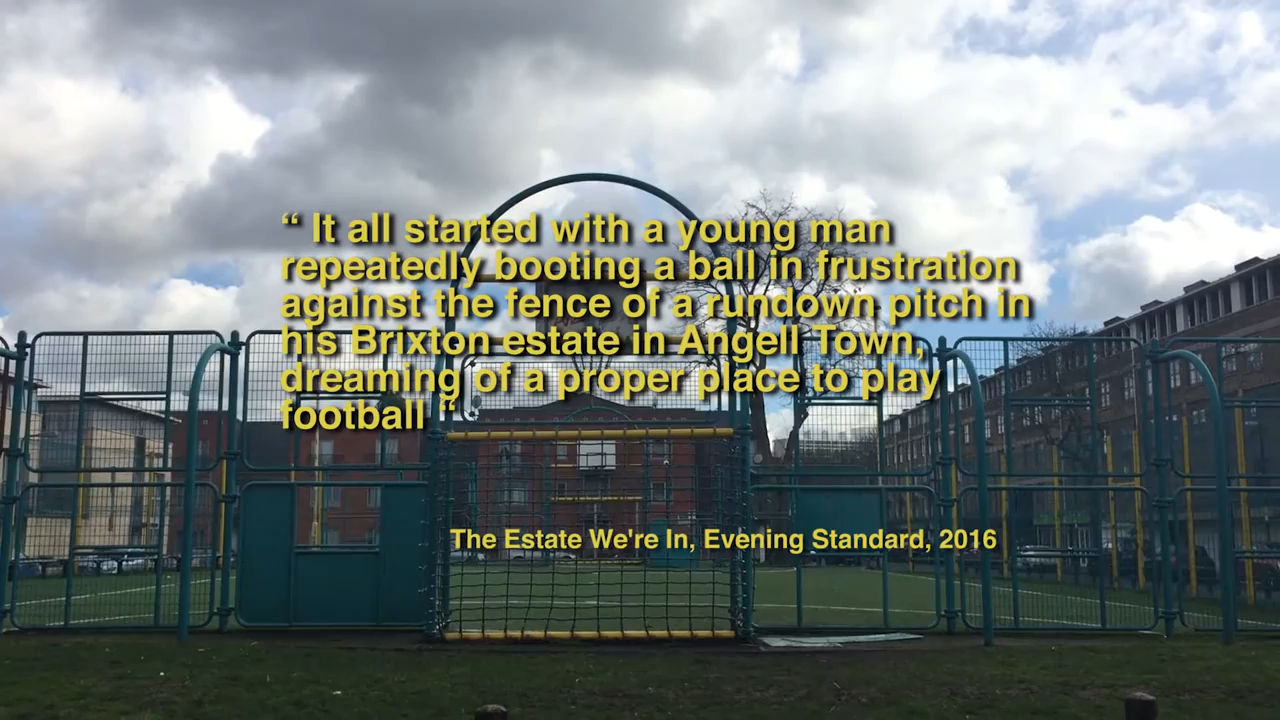 “ It all started with a young man
repeatedly booting a ball in frustration
against the fence of a rundown pitch in
his Brixton estate in Angell Town,
dreaming of a proper place to play
football “
The Estate We're In, Evening Standard, 2016